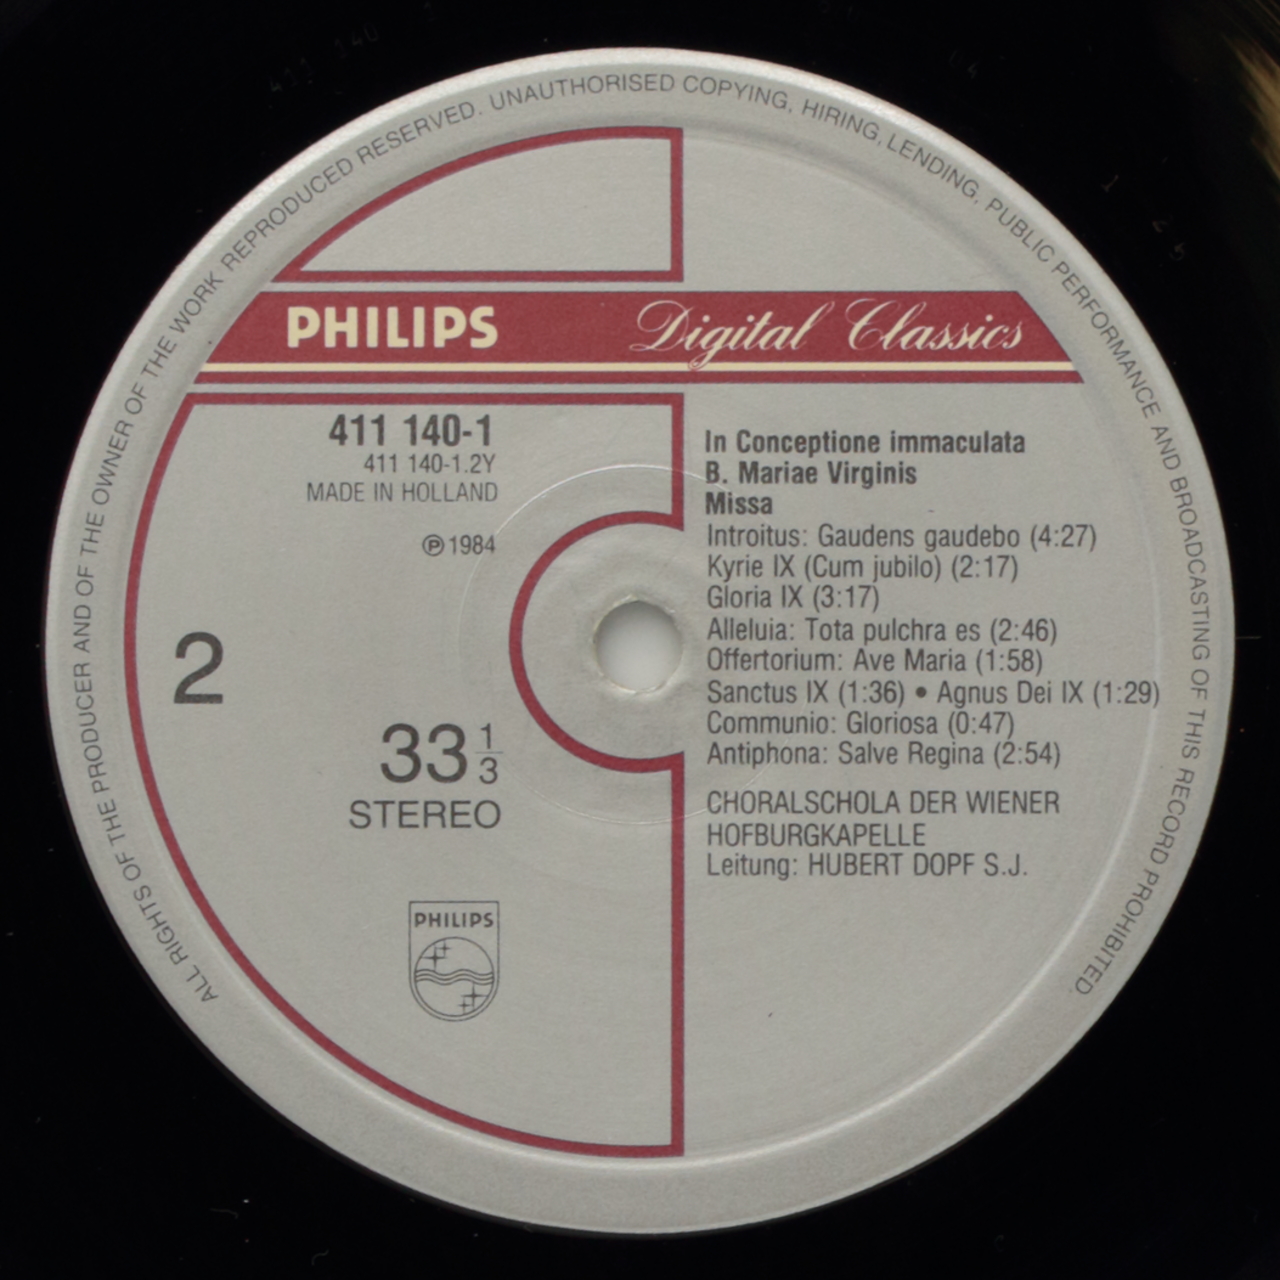 ALL RIGHTS OF THE PRODUCER AND OF THE OWNER OF THE WORK REPRODUCED RESERVED. UNAUTHORISED COPYING, HIRING, LENDING, PUBLIC PERFORMANCE AND BROADCASTING OF THIS RECORD PROHIBITED
PHILIPS Digital Classics
411 140-1
411 140-1.2Y
MADE IN HOLLAND
℗ 1984
2
33 1/3
STEREO
PHILIPS
In Conceptione immaculata
B. Mariae Virginis
Missa
Introitus: Gaudens gaudebo (4:27)
Kyrie IX (Cum jubilo) (2:17)
Gloria IX (3:17)
Alleluia: Tota pulchra es (2:46)
Offertorium: Ave Maria (1:58)
Sanctus IX (1:36) • Agnus Dei IX (1:29)
Communio: Gloriosa (0:47)
Antiphona: Salve Regina (2:54)
CHORALSCHOLA DER WIENER
HOFBURGKAPELLE
Leitung: HUBERT DOPF S.J.